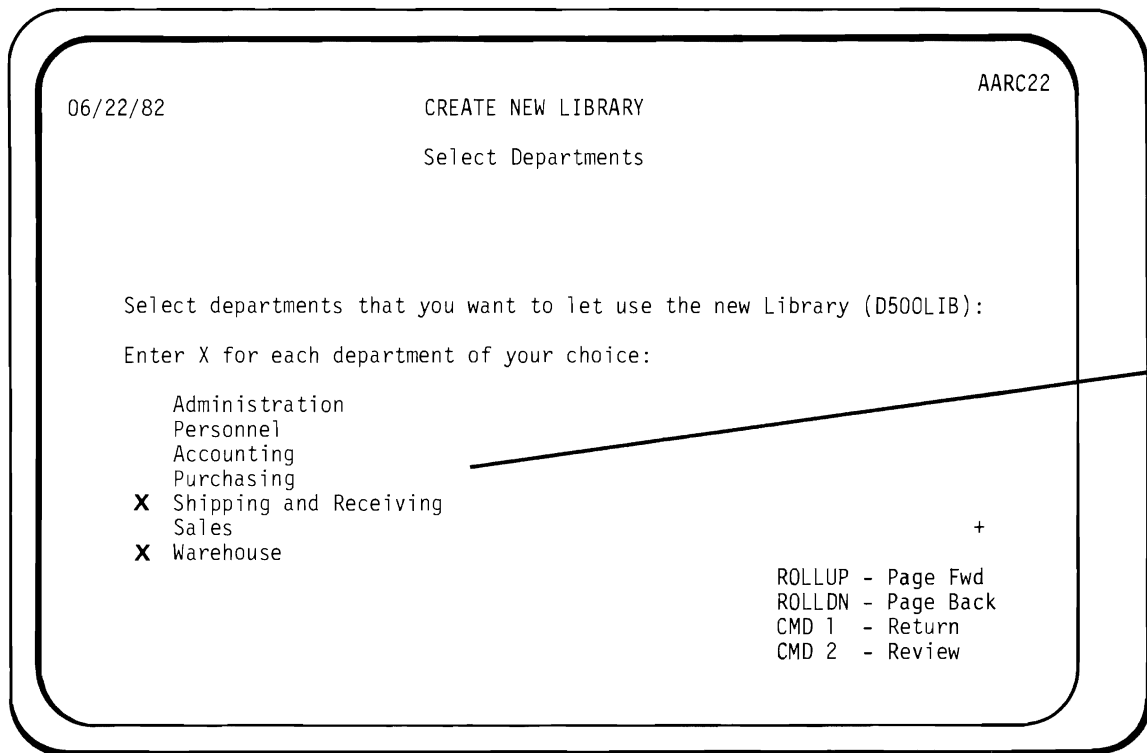 AARC22
06/22/82 CREATE NEW LIBRARY
Select Departments
Select departments that you want to let use the new Library (D500LIB):
Enter X for each department of your choice:
Administration
Personnel
Accounting
Purchasing
X Shipping and Receiving
Sales +
X Warehouse
ROLLUP - Page Fwd
ROLLDN - Page Back
CMD 1 - Return
CMD 2 - Review